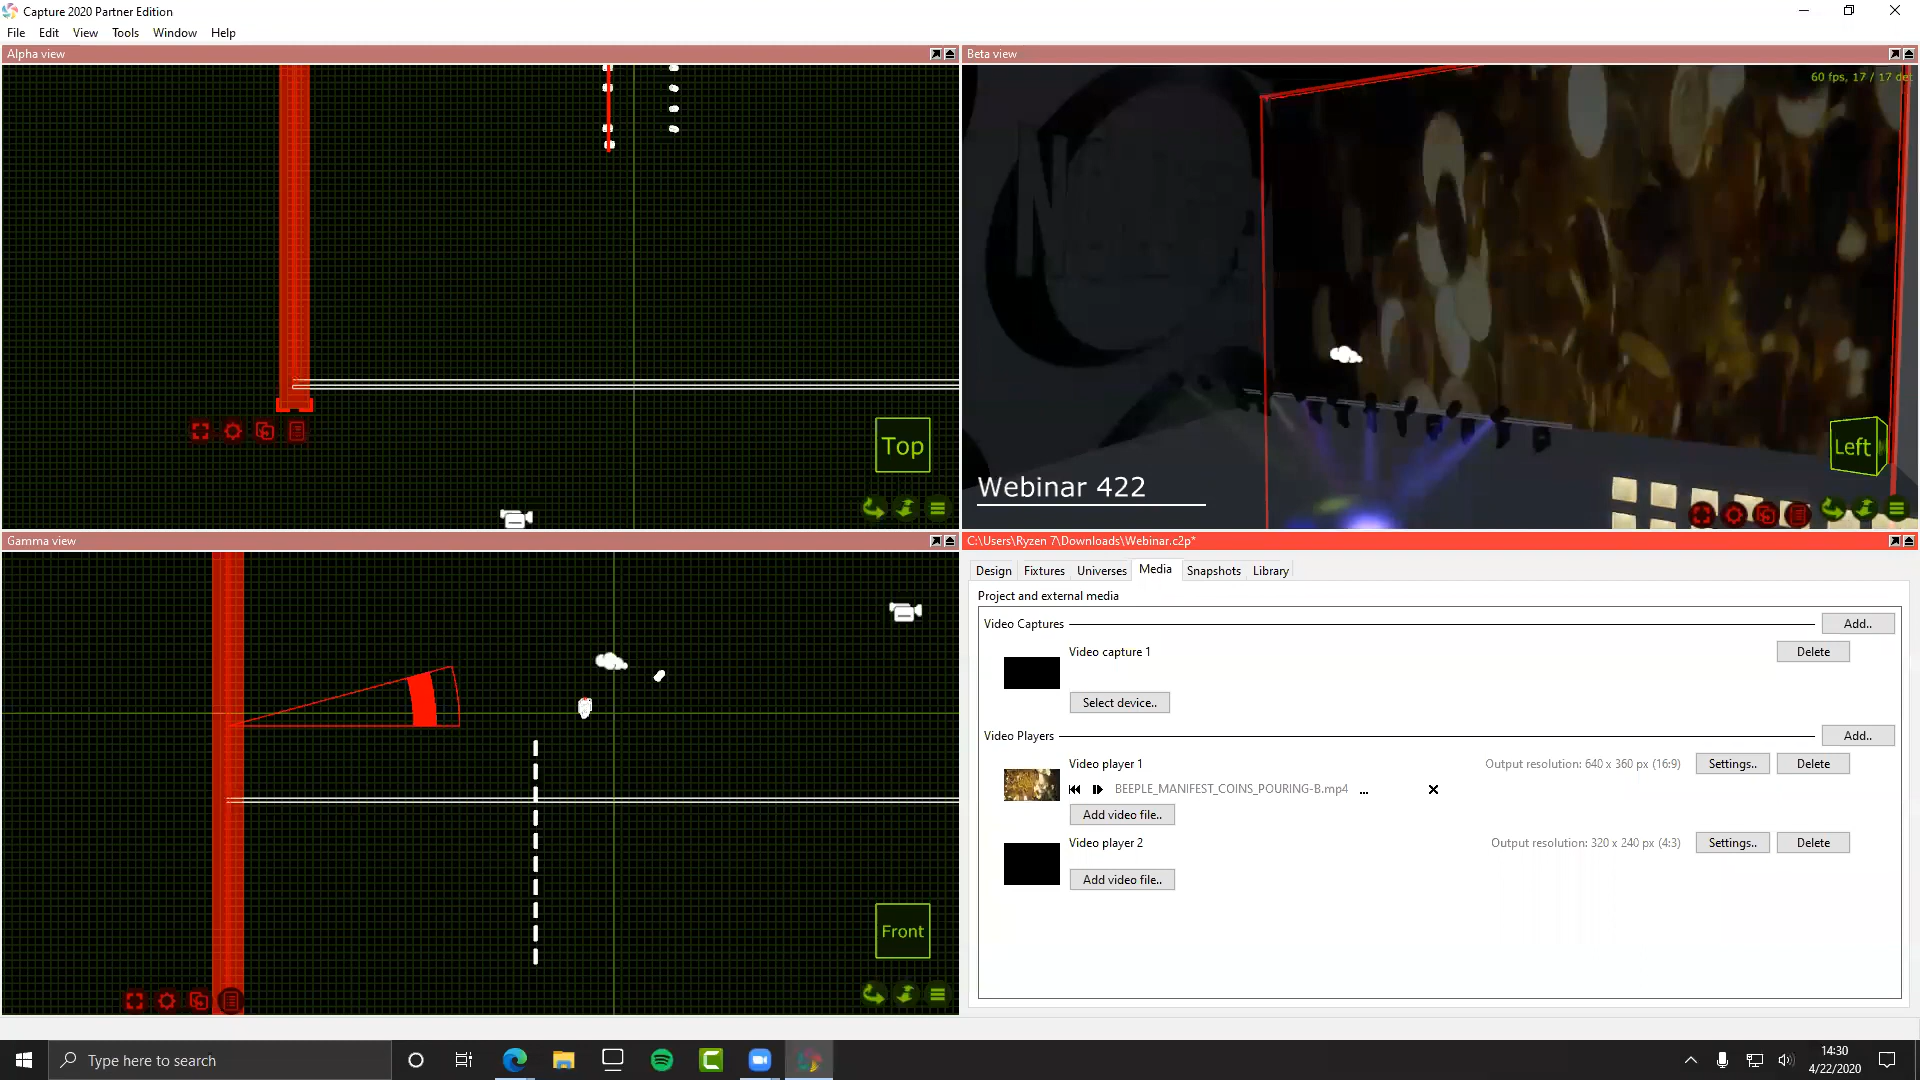 Capture 2020 Partner Edition
File Edit View Tools Window Help
Alpha view
Top
Beta view
60 fps, 17 / 17 det
Webinar 422
Left
Gamma view
Front
C:\Users\Ryzen 7\Downloads\Webinar.c2p*
Design Fixtures Universes Media Snapshots Library
Project and external media
Video Captures Add..
Video capture 1 Delete
Select device..
Video Players Add..
Video player 1 Output resolution: 640 x 360 px (16:9) Settings.. Delete
BEEPLE_MANIFEST_COINS_POURING-B.mp4 ...
Add video file..
Video player 2 Output resolution: 320 x 240 px (4:3) Settings.. Delete
Add video file..
Type here to search
14:30
4/22/2020